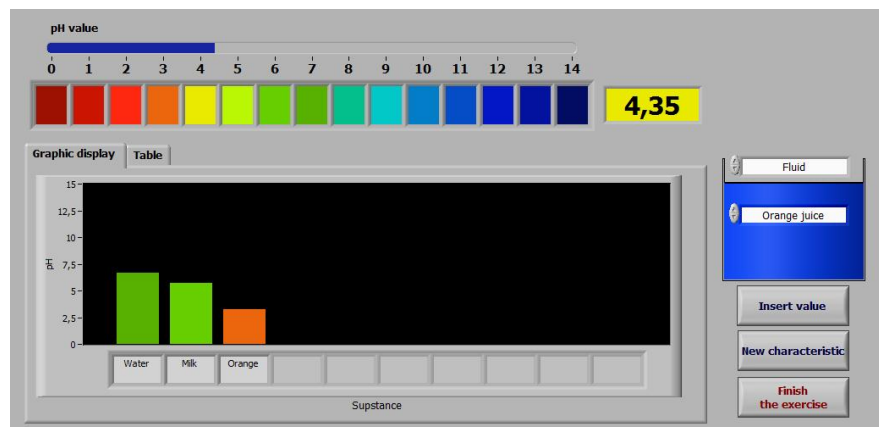 pH value
0 1 2 3 4 5 6 7 8 9 10 11 12 13 14
4,35
Graphic display Table
Fluid
Orange juice
15
12,5
10
7,5
5
2,5
0
pH
Water Milk Orange
Supstance
Insert value
New characteristic
Finish
the exercise